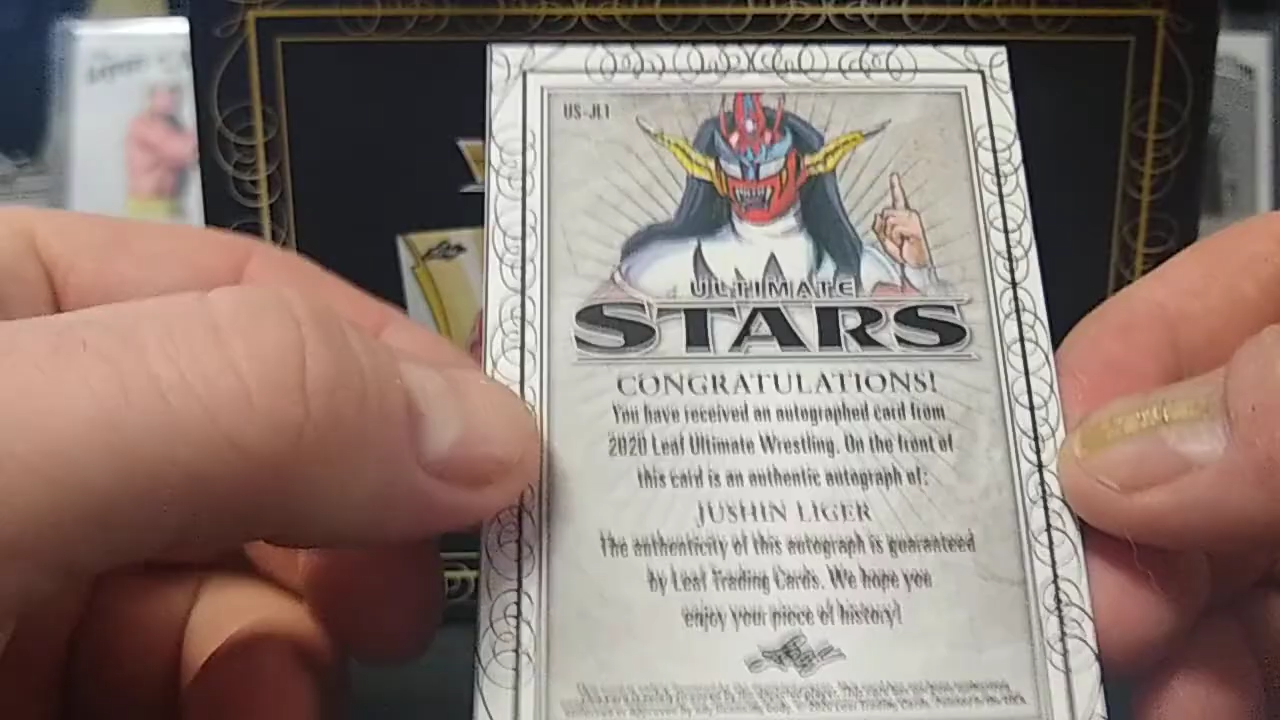 US-JL1
ULTIMATE
STARS
CONGRATULATIONS!
You have received an autographed card from
2020 Leaf Ultimate Wrestling. On the front of
this card is an authentic autograph of:
JUSHIN LIGER
The authenticity of this autograph is guaranteed
by Leaf Trading Cards. We hope you
enjoy your piece of history!